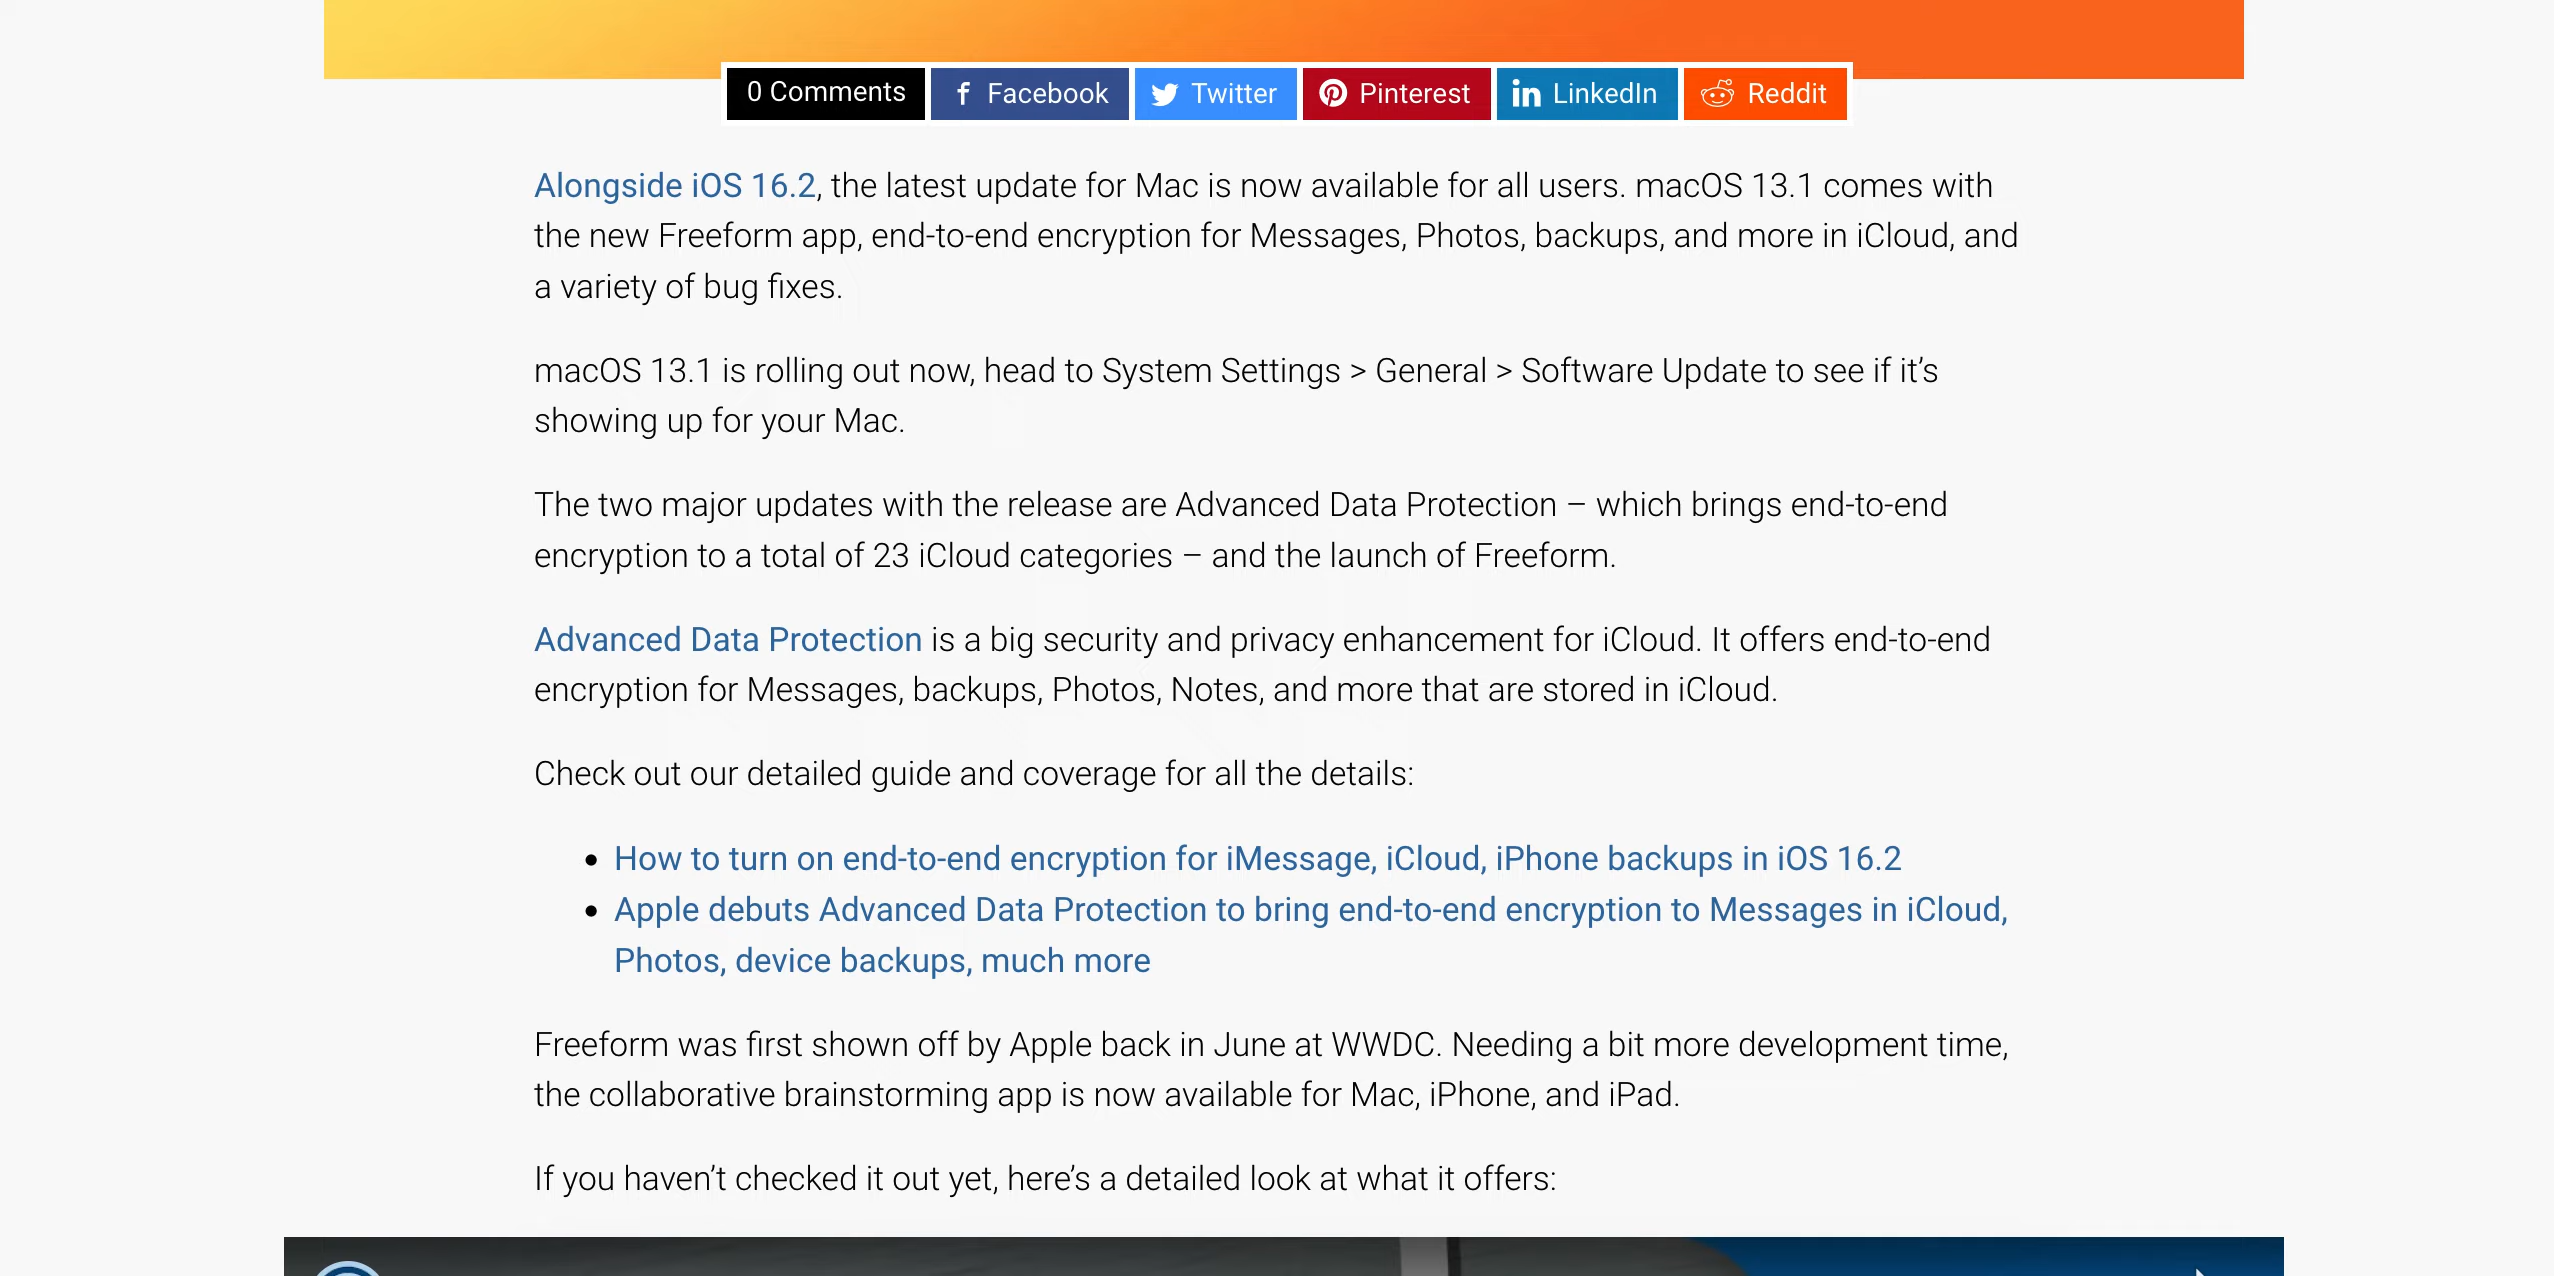 0 Comments Facebook Twitter Pinterest LinkedIn Reddit
Alongside iOS 16.2, the latest update for Mac is now available for all users. macOS 13.1 comes with
the new Freeform app, end-to-end encryption for Messages, Photos, backups, and more in iCloud, and
a variety of bug fixes.
macOS 13.1 is rolling out now, head to System Settings > General > Software Update to see if it’s
showing up for your Mac.
The two major updates with the release are Advanced Data Protection – which brings end-to-end
encryption to a total of 23 iCloud categories – and the launch of Freeform.
Advanced Data Protection is a big security and privacy enhancement for iCloud. It offers end-to-end
encryption for Messages, backups, Photos, Notes, and more that are stored in iCloud.
Check out our detailed guide and coverage for all the details:
• How to turn on end-to-end encryption for iMessage, iCloud, iPhone backups in iOS 16.2
• Apple debuts Advanced Data Protection to bring end-to-end encryption to Messages in iCloud,
Photos, device backups, much more
Freeform was first shown off by Apple back in June at WWDC. Needing a bit more development time,
the collaborative brainstorming app is now available for Mac, iPhone, and iPad.
If you haven’t checked it out yet, here’s a detailed look at what it offers: